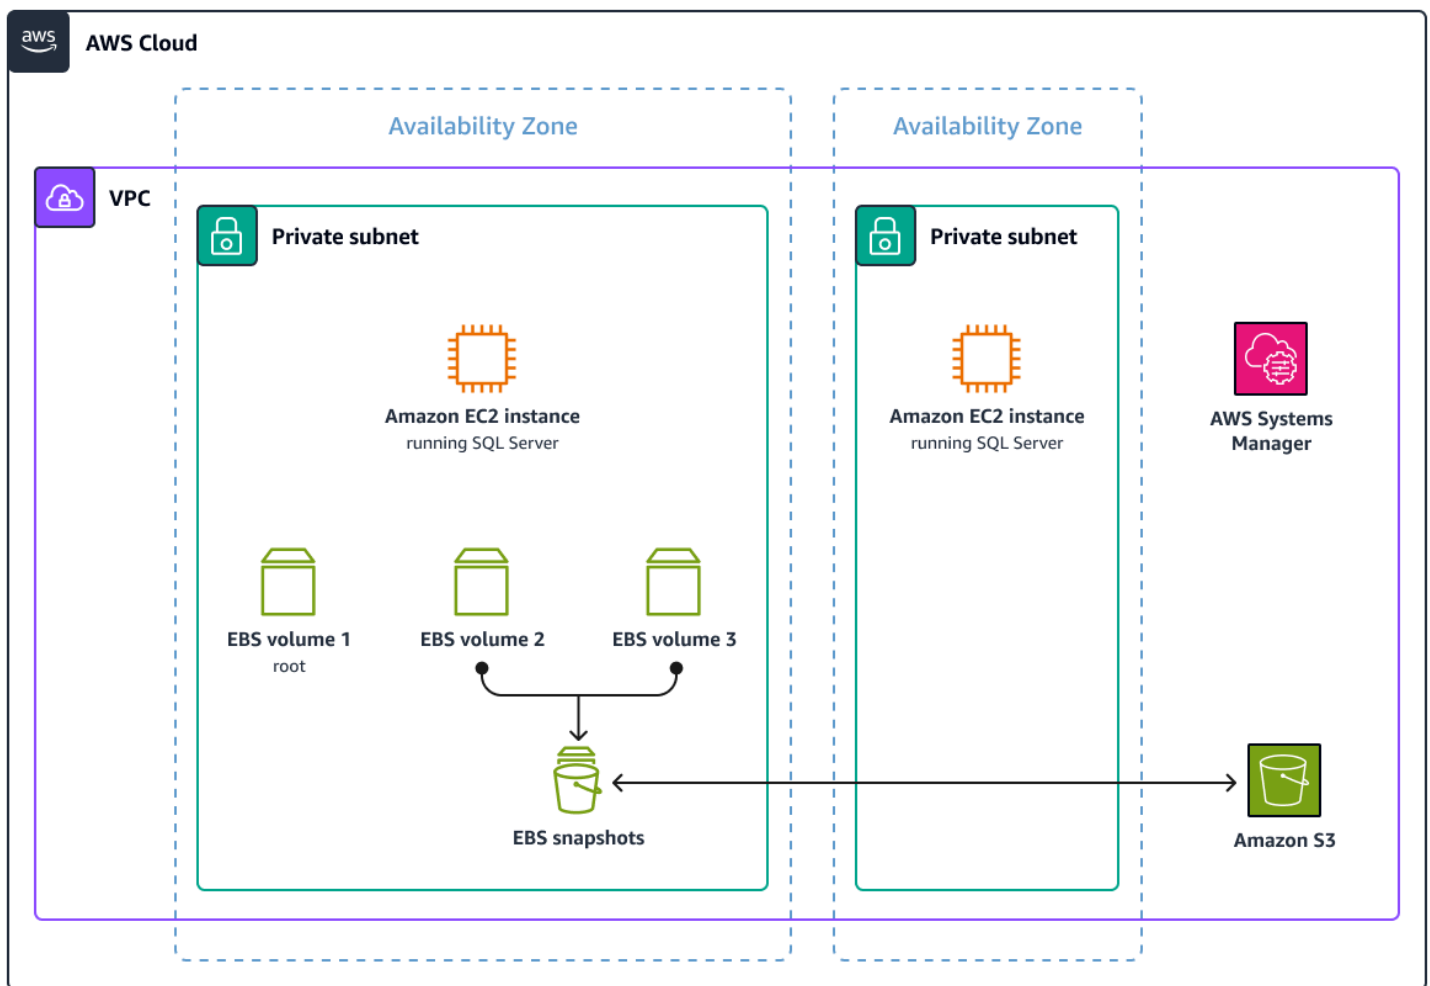 aws
AWS Cloud
Availability Zone
Availability Zone
VPC
Private subnet
Private subnet
Amazon EC2 instance
running SQL Server
Amazon EC2 instance
running SQL Server
AWS Systems
Manager
EBS volume 1
root
EBS volume 2
EBS volume 3
EBS snapshots
Amazon S3